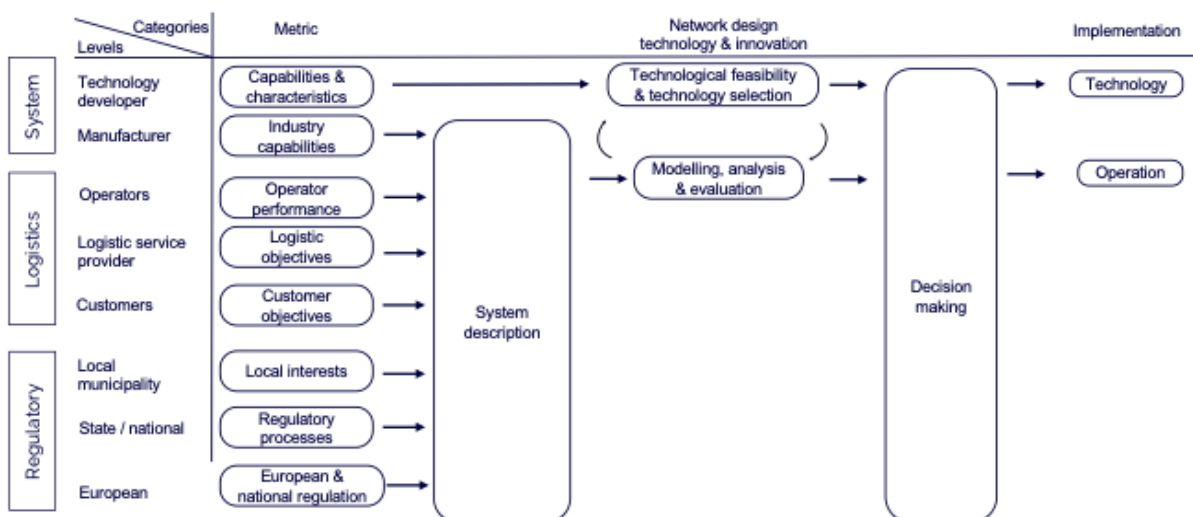 Categories
Levels
Metric
Network design
technology & innovation
Implementation
System
Technology
developer
Capabilities &
characteristics
Technological feasibility
& technology selection
Technology
Manufacturer
Industry
capabilities
Modelling, analysis
& evaluation
Operation
Logistics
Operators
Operator
performance
Logistic service
provider
Logistic
objectives
Customers
Customer
objectives
System
description
Decision
making
Regulatory
Local
municipality
Local interests
State / national
Regulatory
processes
European
European &
national regulation